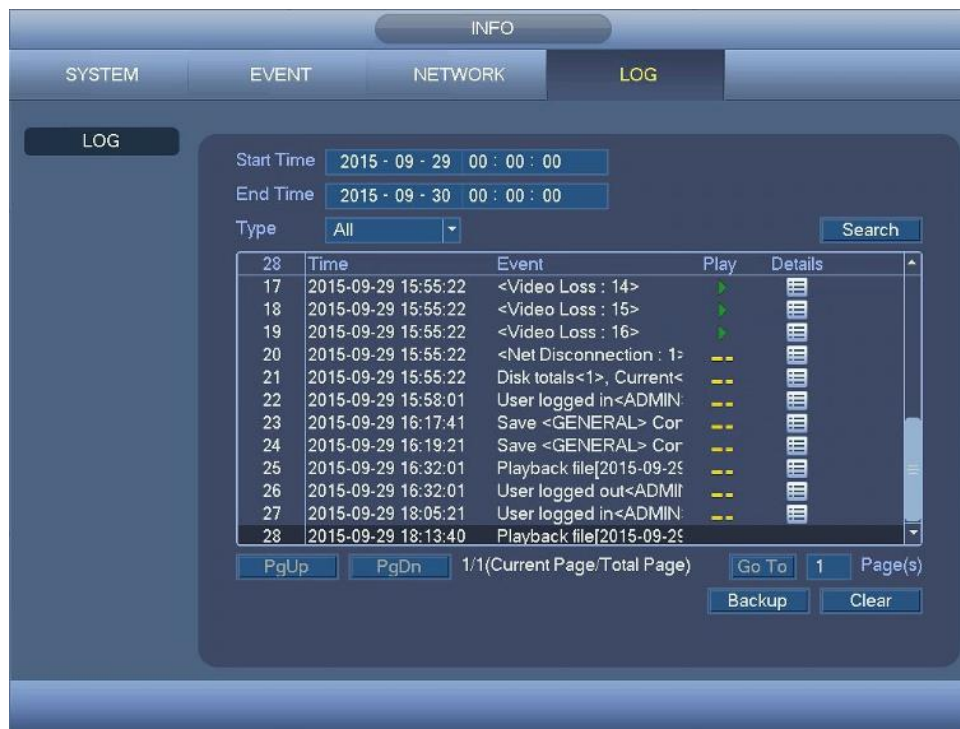 INFO
SYSTEM EVENT NETWORK LOG
LOG
Start Time 2015 - 09 - 29 00 : 00 : 00
End Time 2015 - 09 - 30 00 : 00 : 00
Type All Search
28 Time Event Play Details
17 2015-09-29 15:55:22 <Video Loss : 14>
18 2015-09-29 15:55:22 <Video Loss : 15>
19 2015-09-29 15:55:22 <Video Loss : 16>
20 2015-09-29 15:55:22 <Net Disconnection : 1>
21 2015-09-29 15:55:22 Disk totals<1>, Current<
22 2015-09-29 15:58:01 User logged in<ADMIN
23 2015-09-29 16:17:41 Save <GENERAL> Cor
24 2015-09-29 16:19:21 Save <GENERAL> Cor
25 2015-09-29 16:32:01 Playback file[2015-09-29
26 2015-09-29 16:32:01 User logged out<ADMI
27 2015-09-29 18:05:21 User logged in<ADMIN
28 2015-09-29 18:13:40 Playback file[2015-09-29
PgUp PgDn 1/1(Current Page/Total Page) Go To 1 Page(s)
Backup Clear